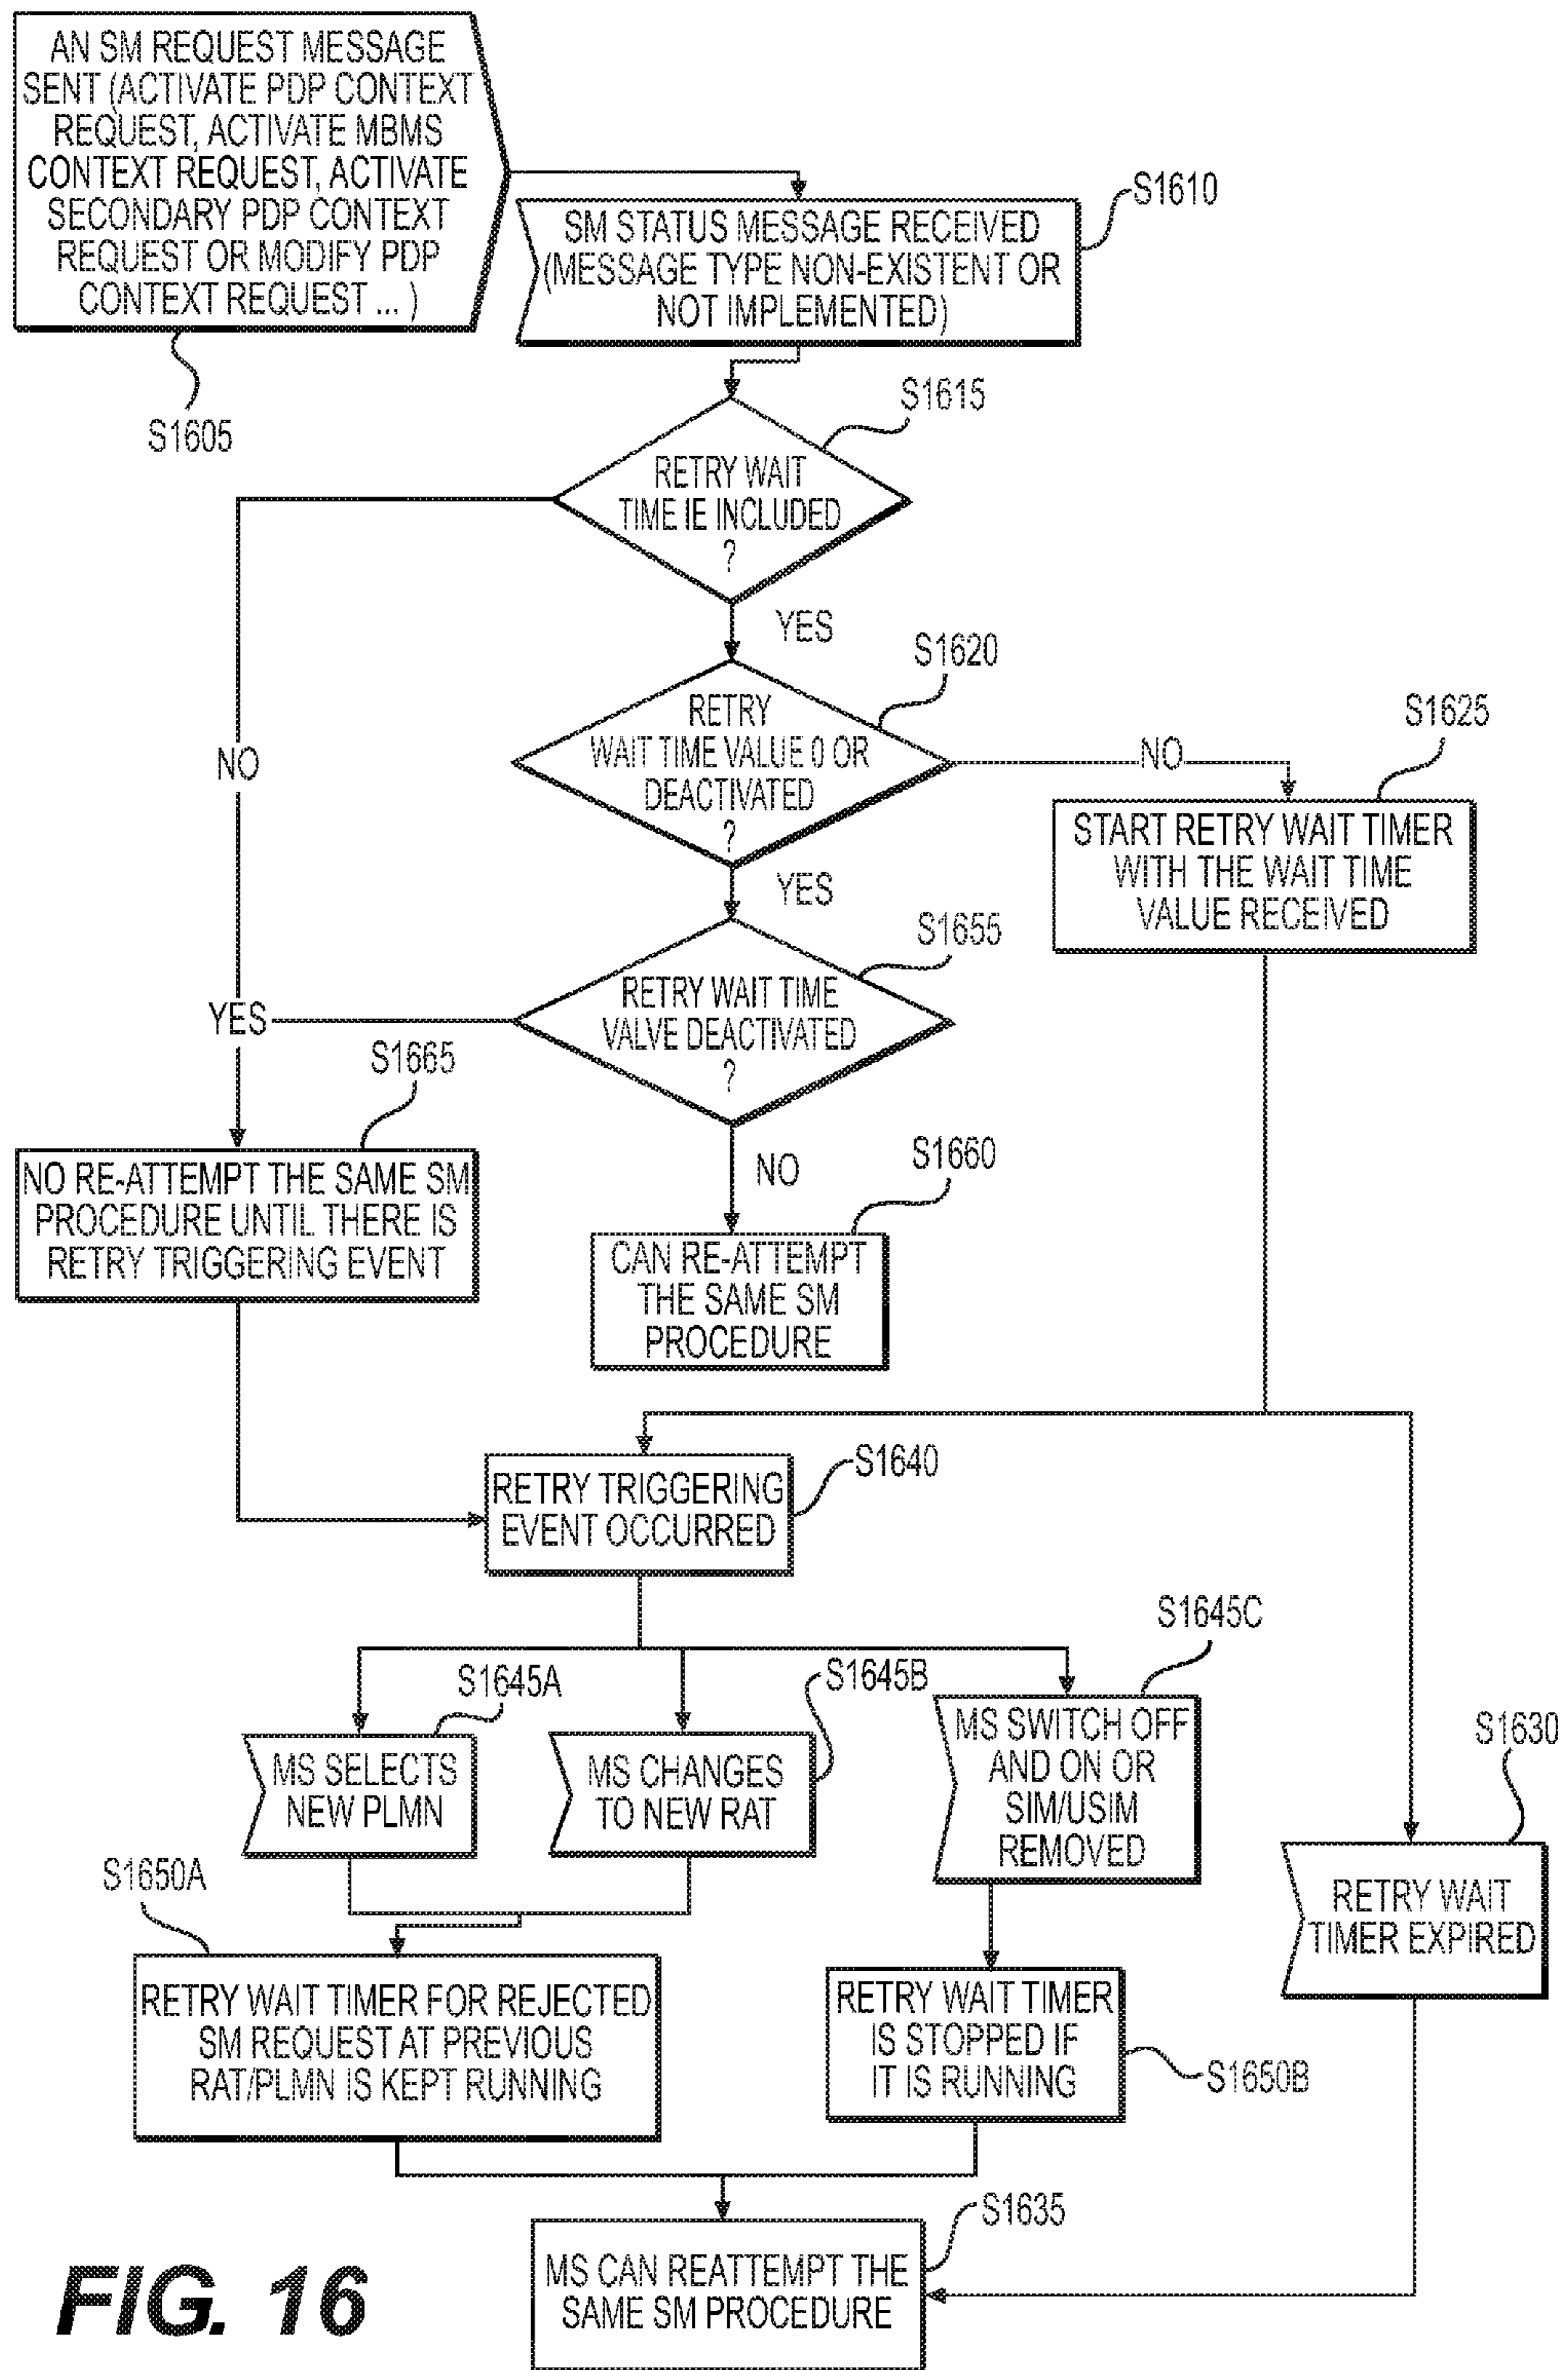 AN SM REQUEST MESSAGE
SENT (ACTIVATE PDP CONTEXT
REQUEST, ACTIVATE MBMS
CONTEXT REQUEST, ACTIVATE
SECONDARY PDP CONTEXT
REQUEST OR MODIFY PDP
CONTEXT REQUEST ... )
S1605
SM STATUS MESSAGE RECEIVED
(MESSAGE TYPE NON-EXISTENT OR
NOT IMPLEMENTED)
S1610
S1615
RETRY WAIT
TIME IE INCLUDED
?
YES
NO
S1620
RETRY
WAIT TIME VALUE 0 OR
DEACTIVATED
?
NO
YES
S1625
START RETRY WAIT TIMER
WITH THE WAIT TIME
VALUE RECEIVED
S1655
RETRY WAIT TIME
VALVE DEACTIVATED
?
YES
NO
S1665
NO RE-ATTEMPT THE SAME SM
PROCEDURE UNTIL THERE IS
RETRY TRIGGERING EVENT
S1660
CAN RE-ATTEMPT
THE SAME SM
PROCEDURE
RETRY TRIGGERING
EVENT OCCURRED
S1640
S1645A
MS SELECTS
NEW PLMN
S1645B
MS CHANGES
TO NEW RAT
S1645C
MS SWITCH OFF
AND ON OR
SIM/USIM
REMOVED
S1630
RETRY WAIT
TIMER EXPIRED
S1650A
RETRY WAIT TIMER FOR REJECTED
SM REQUEST AT PREVIOUS
RAT/PLMN IS KEPT RUNNING
RETRY WAIT TIMER
IS STOPPED IF
IT IS RUNNING
S1650B
S1635
MS CAN REATTEMPT THE
SAME SM PROCEDURE
FIG. 16